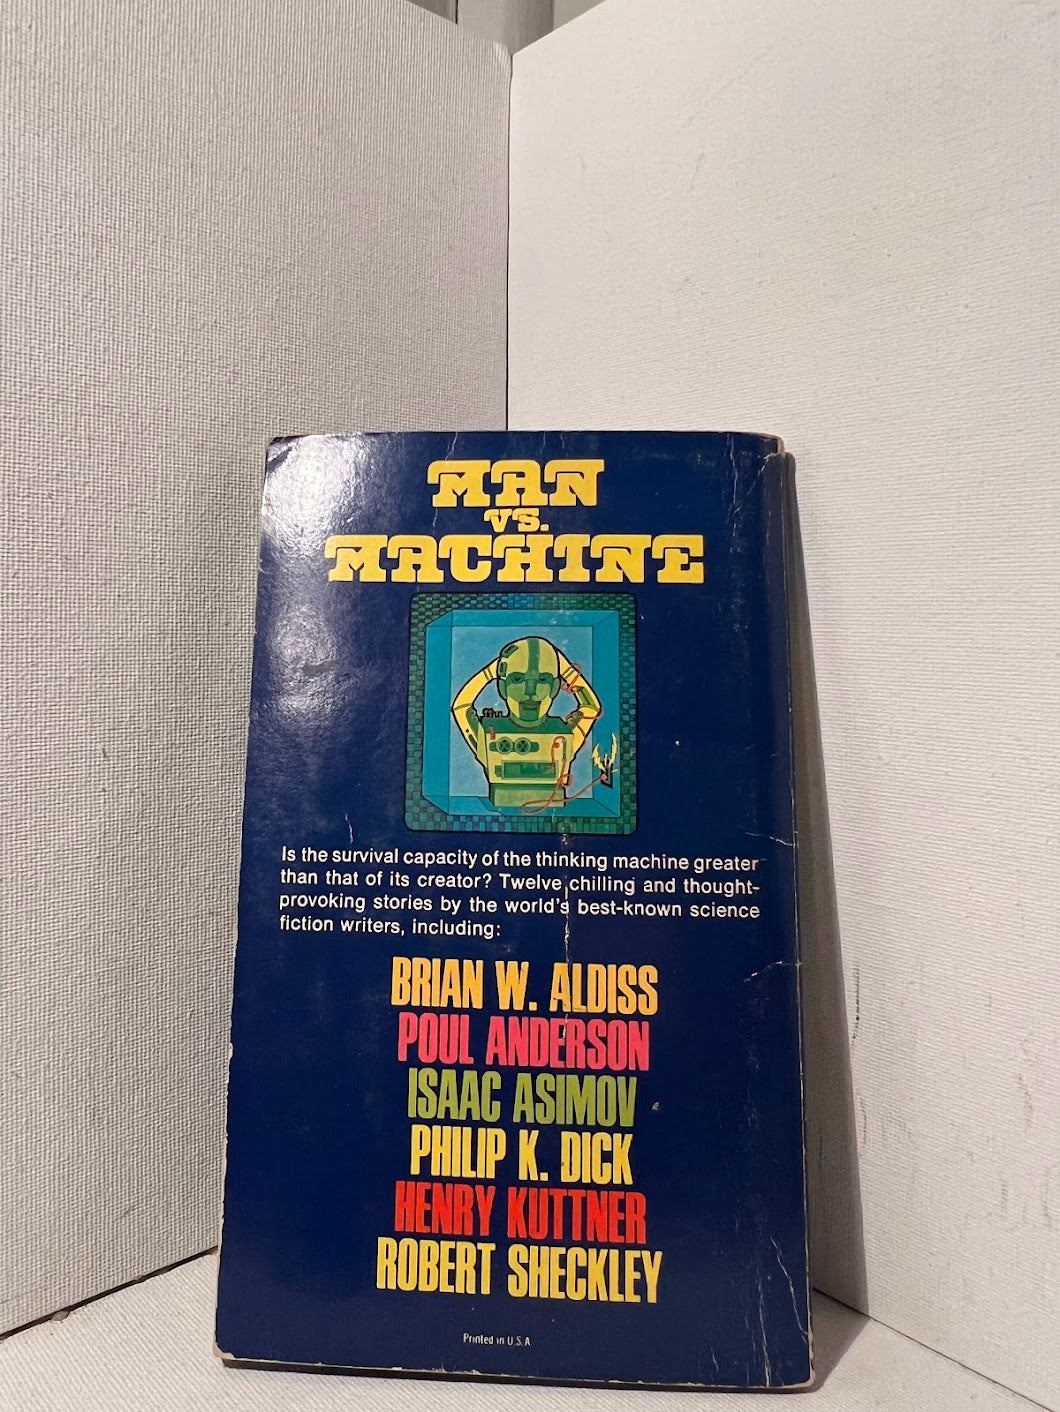 MAN
VS.
MACHINE
Is the survival capacity of the thinking machine greater
than that of its creator? Twelve chilling and thought-
provoking stories by the world's best-known science
fiction writers, including:
BRIAN W. ALDISS
POUL ANDERSON
ISAAC ASIMOV
PHILIP K. DICK
HENRY KUTTNER
ROBERT SHECKLEY
Printed in U.S.A